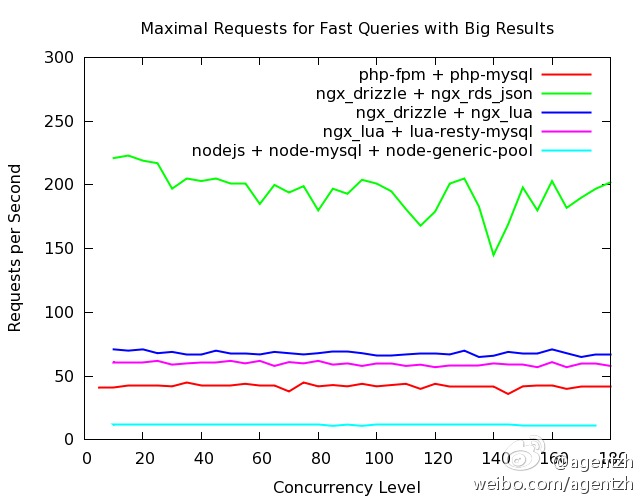 Maximal Requests for Fast Queries with Big Results
300
250
200
150
100
50
0
Requests per Second
php-fpm + php-mysql
ngx_drizzle + ngx_rds_json
ngx_drizzle + ngx_lua
ngx_lua + lua-resty-mysql
nodejs + node-mysql + node-generic-pool
0 20 40 60 80 100 120 140 160 180
Concurrency Level
@agentzh
weibo.com/agentzh